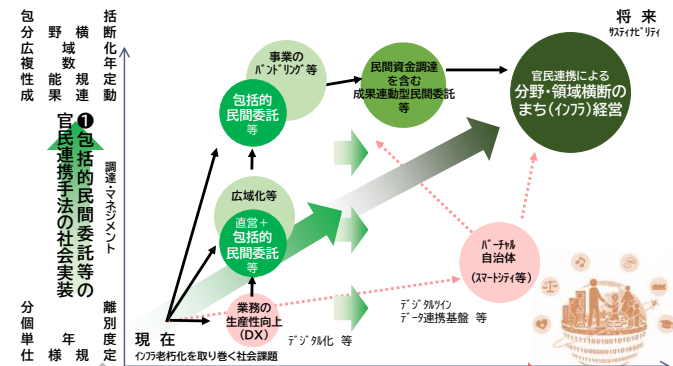 包括
分野横断
広域化
複数年
性能規定
成果連動
❶包括的民間委託等の
官民連携手法の社会実装
調達・マネジメント
分離
個別
単年度
仕様規定
将来
ｻｽﾃｨﾅﾋﾞﾘﾃｨ
事業の
ﾊﾞﾝﾄﾞﾘﾝｸﾞ等
包括的
民間委託
等
民間資金調達
を含む
成果連動型民間委託
等
官民連携による
分野・領域横断の
まち（ｲﾝﾌﾗ）経営
広域化等
直営＋
包括的
民間委託
等
ﾊﾞｰﾁｬﾙ
自治体
（ｽﾏｰﾄｼﾃｨ等）
業務の
生産性向上
（DX）
デジタル化 等
デジタルツイン
データ連携基盤 等
現在
ｲﾝﾌﾗ老朽化を取り巻く社会課題